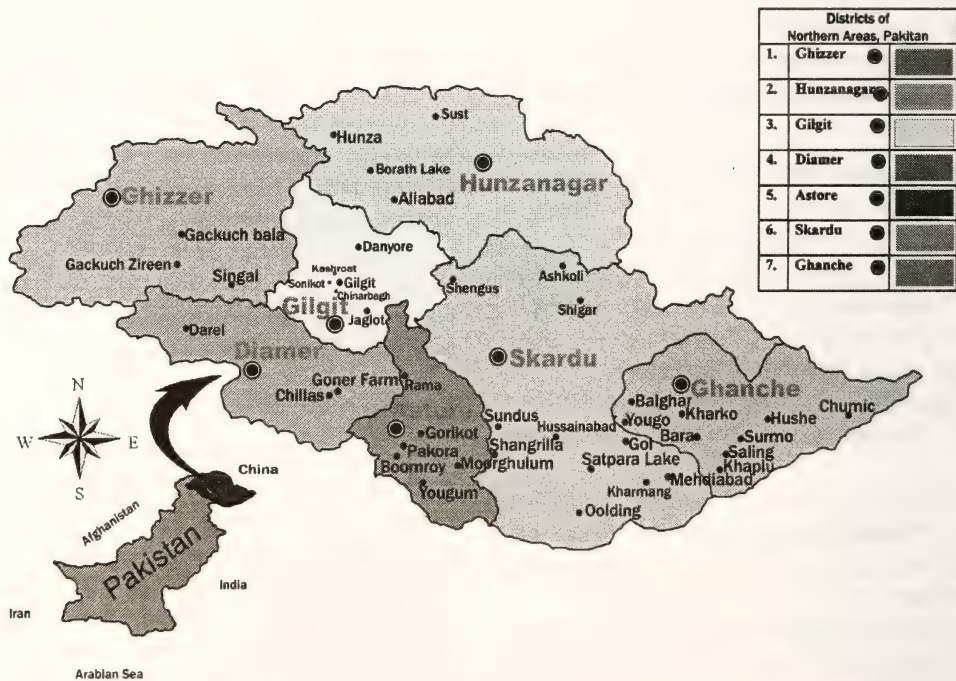 Districts of
Northern Areas, Pakitan
1. Ghizzer
2. Hunzanagar
3. Gilgit
4. Diamer
5. Astore
6. Skardu
7. Ghanche
Sust
Hunza
Borath Lake
Hunzanagar
Aliabad
Ghizzer
Gackuch bala
Gackuch Zireen
Singal
Danyore
Kashroat
Sonikot
Gilgit
Chinarbagh
Gilgit
Jaglot
Shengus
Ashkoli
Shigar
Darel
Diamer
Goner Farm
Chillas
Rama
Skardu
Ghanche
Balghar
Kharko
Hushe
Chumic
Yougo
Bara
Surmo
Gol
Saling
Khaplu
Mehdiabad
Sundus
Hussainabad
Shangrilla
Satpara Lake
Kharmang
Oolding
Gorikot
Pakora
Boomroy
Moorghulum
Yougum
N
W E
S
China
Afghanistan
Pakistan
India
Iran
Arabian Sea